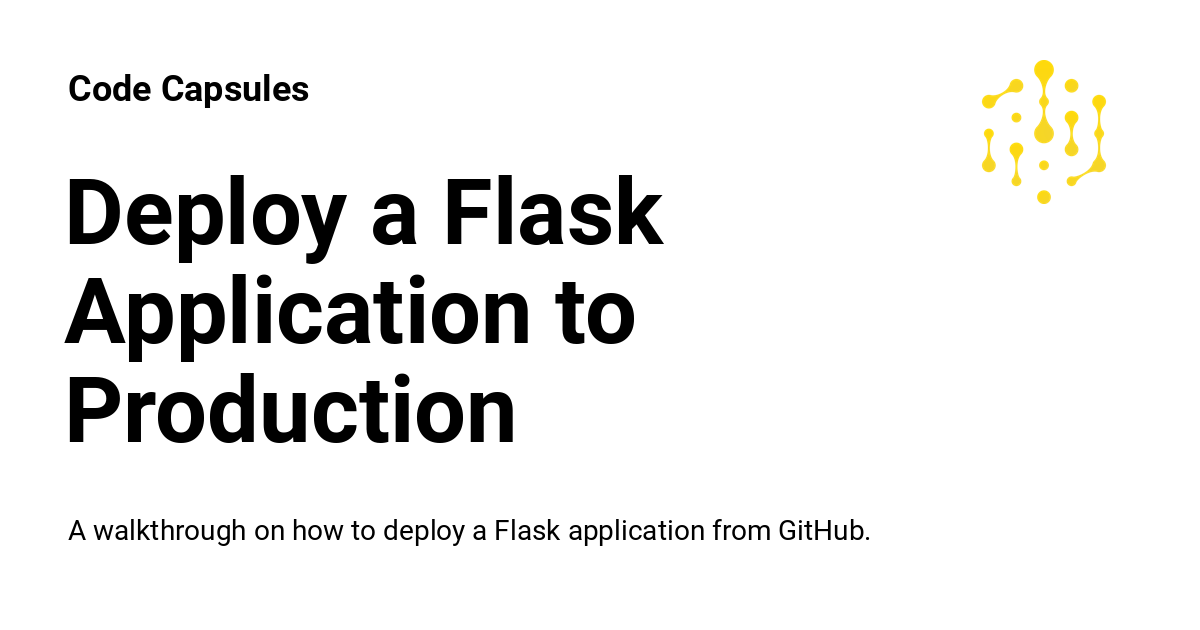 Code Capsules
Deploy a Flask
Application to
Production
A walkthrough on how to deploy a Flask application from GitHub.